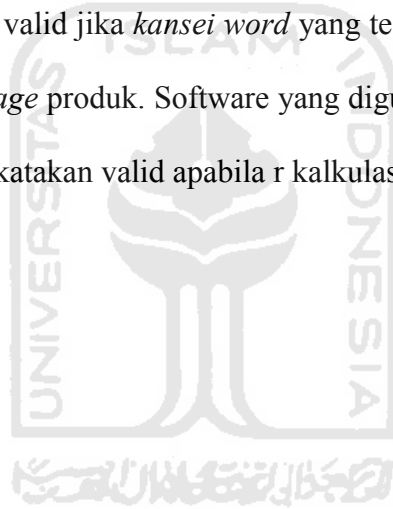 valid jika kansei word yang te
age produk. Software yang digu
katakan valid apabila r kalkulas
ISLAM
UNIVERSITAS
INDONESIA